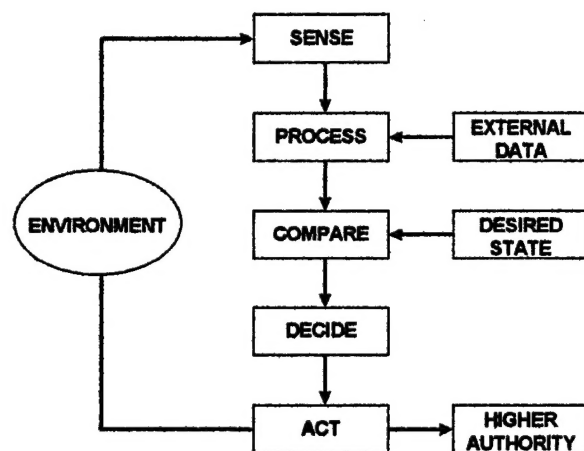 SENSE
PROCESS
EXTERNAL
DATA
ENVIRONMENT
COMPARE
DESIRED
STATE
DECIDE
ACT
HIGHER
AUTHORITY